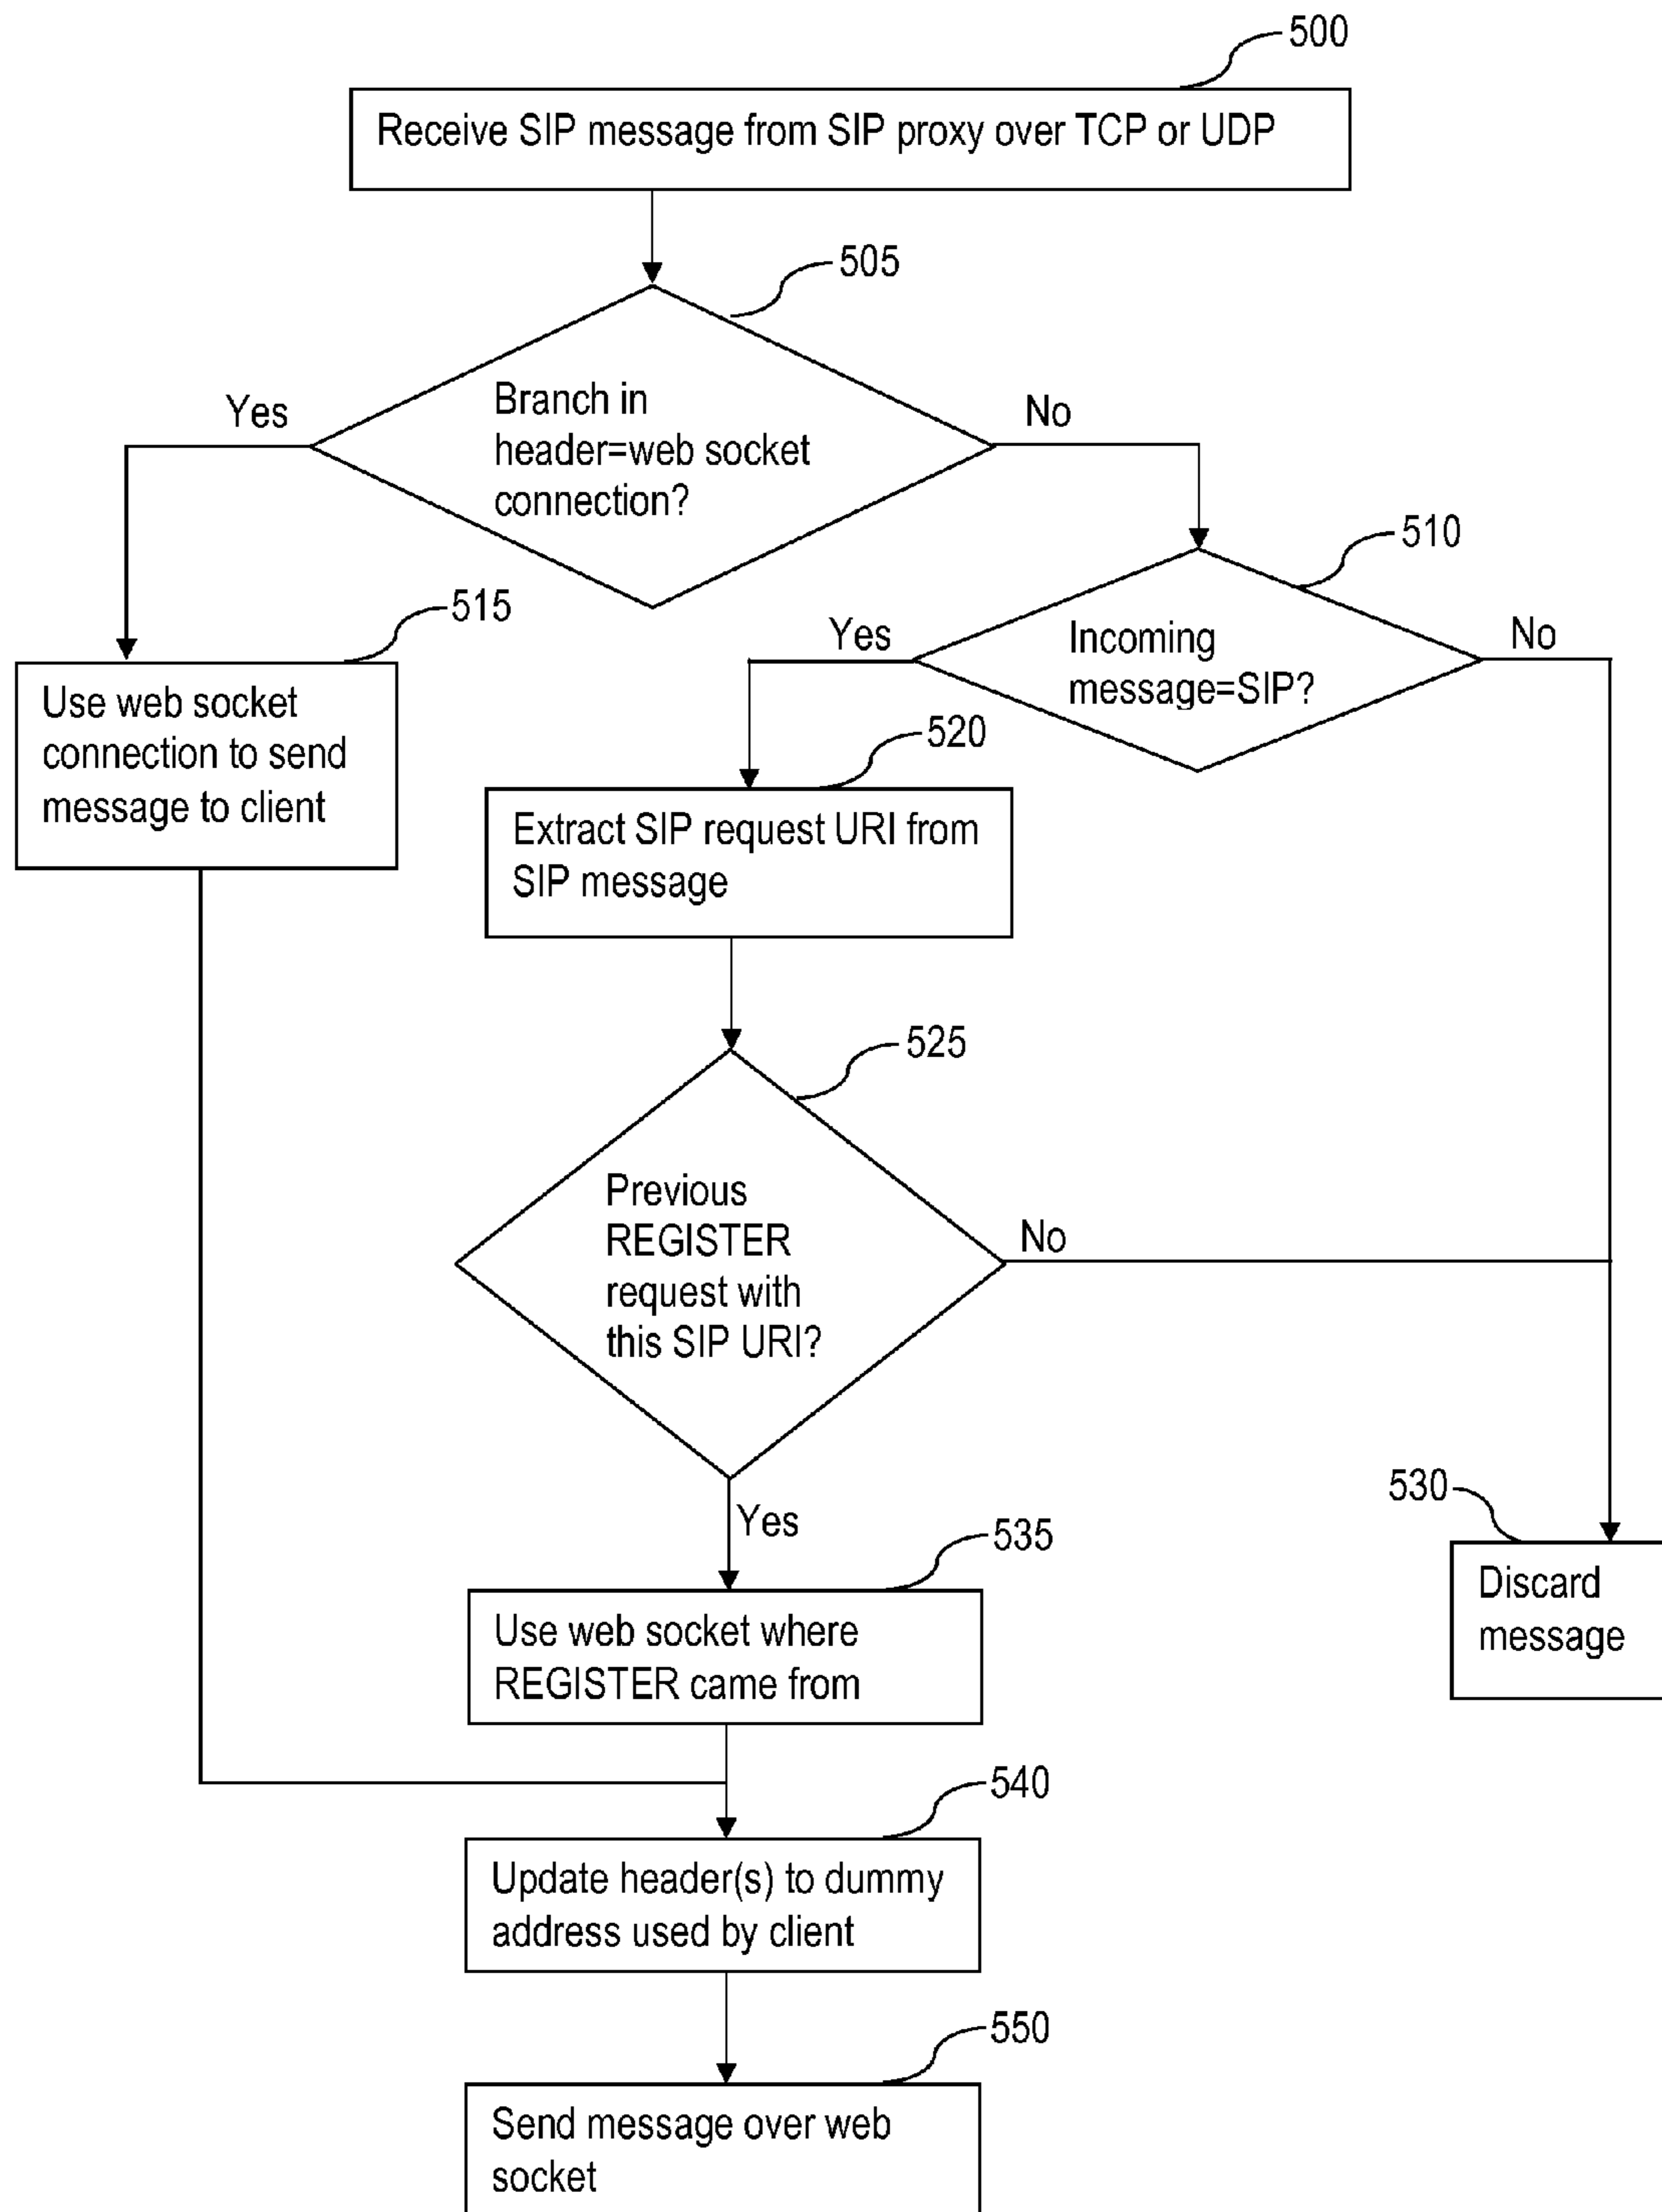 500
Receive SIP message from SIP proxy over TCP or UDP
505
Branch in
header=web socket
connection?
Yes
No
510
Incoming
message=SIP?
Yes
No
515
Use web socket
connection to send
message to client
520
Extract SIP request URI from
SIP message
525
Previous
REGISTER
request with
this SIP URI?
No
Yes
530
Discard
message
535
Use web socket where
REGISTER came from
540
Update header(s) to dummy
address used by client
550
Send message over web
socket